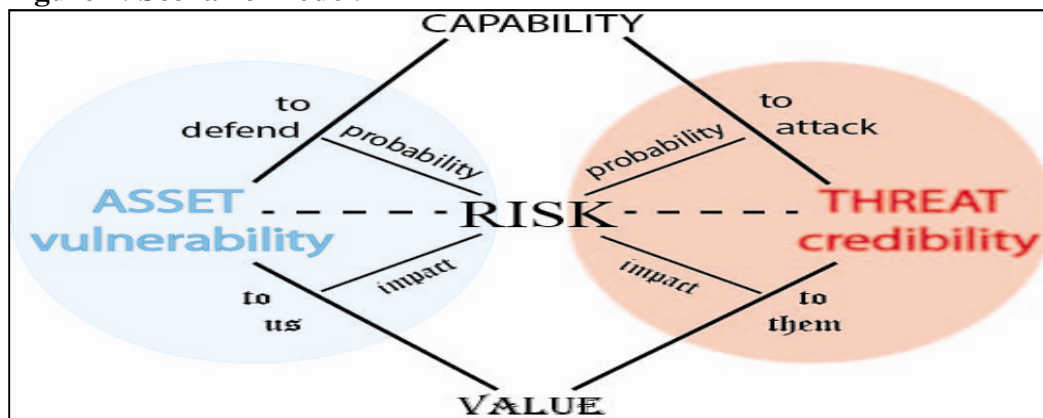 CAPABILITY
to
defend
probability
probability
to
attack
ASSET
vulnerability
RISK
THREAT
credibility
to
us
impact
impact
to
them
VALUE